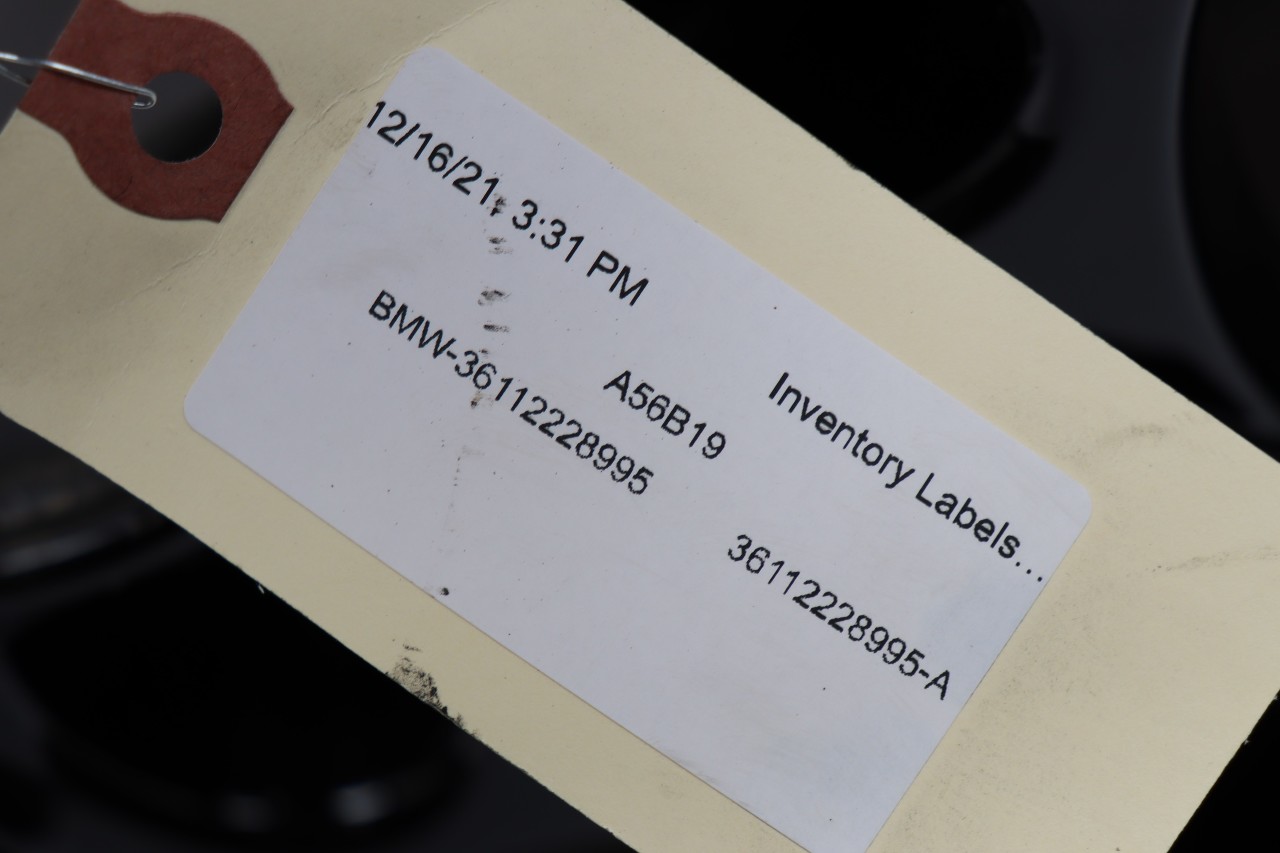 12/16/21, 3:31 PM
Inventory Labels...
A56B19
BMW-36112228995
36112228995-A